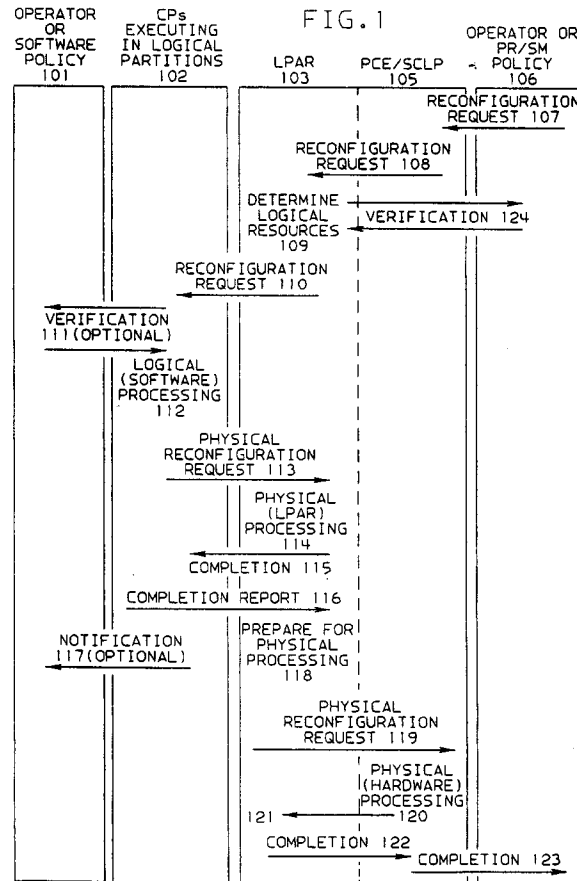 FIG.1
OPERATOR
OR
SOFTWARE
POLICY
101
CPs
EXECUTING
IN LOGICAL
PARTITIONS
102
LPAR
103
PCE/SCLP
105
OPERATOR OR
PR/SM
POLICY
106
RECONFIGURATION
REQUEST 107
RECONFIGURATION
REQUEST 108
DETERMINE
LOGICAL
RESOURCES
109
VERIFICATION 124
RECONFIGURATION
REQUEST 110
VERIFICATION
111(OPTIONAL)
LOGICAL
(SOFTWARE)
PROCESSING
112
PHYSICAL
RECONFIGURATION
REQUEST 113
PHYSICAL
(LPAR)
PROCESSING
114
COMPLETION 115
COMPLETION REPORT 116
NOTIFICATION
117(OPTIONAL)
PREPARE FOR
PHYSICAL
PROCESSING
118
PHYSICAL
RECONFIGURATION
REQUEST 119
PHYSICAL
(HARDWARE)
PROCESSING
120
121
COMPLETION 122
COMPLETION 123